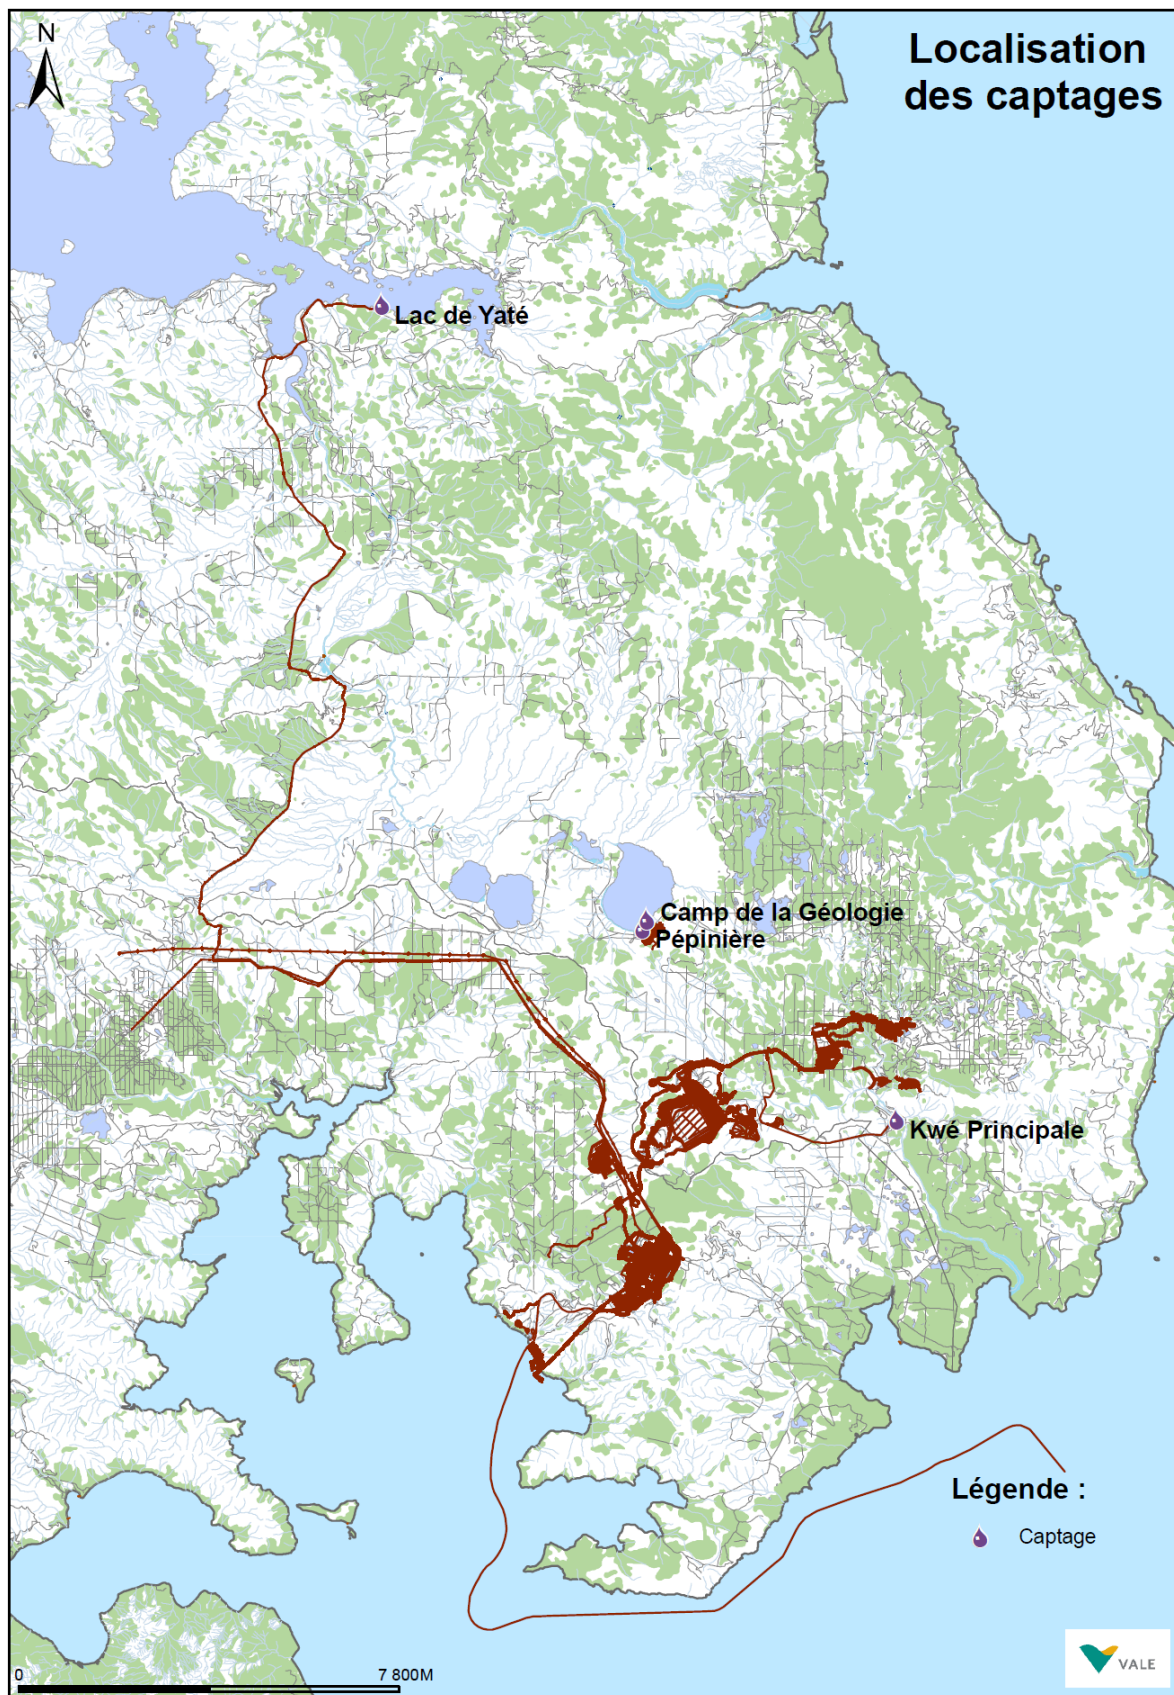 N
Localisation
des captages
Lac de Yaté
Camp de la Géologie
Pépinière
Kwé Principale
Légende :
Captage
0
7 800M
VALE